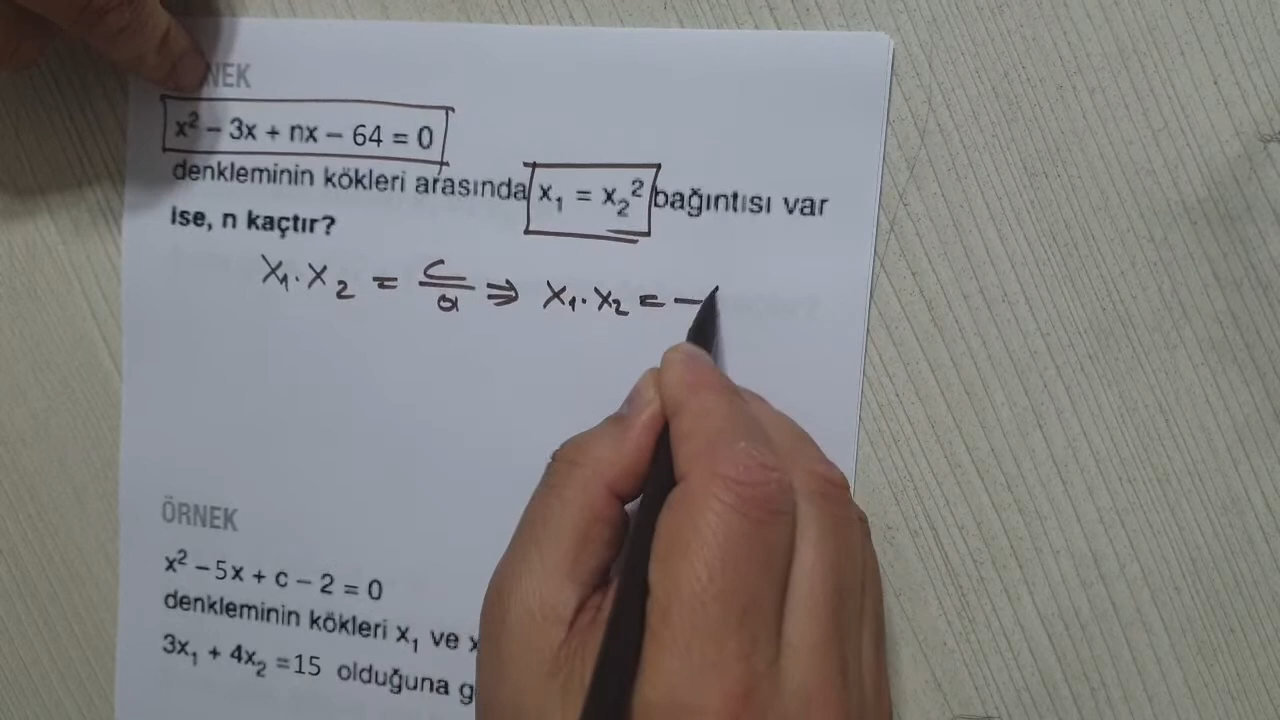 x² – 3x + nx – 64 = 0
denkleminin kökleri arasında x₁ = x₂² bağıntısı var
ise, n kaçtır?
x₁ . x₂ = c/a ⇒ x₁ . x₂ = –
ÖRNEK
x² – 5x + c – 2 = 0
denkleminin kökleri x₁ ve
3x₁ + 4x₂ = 15 olduğuna